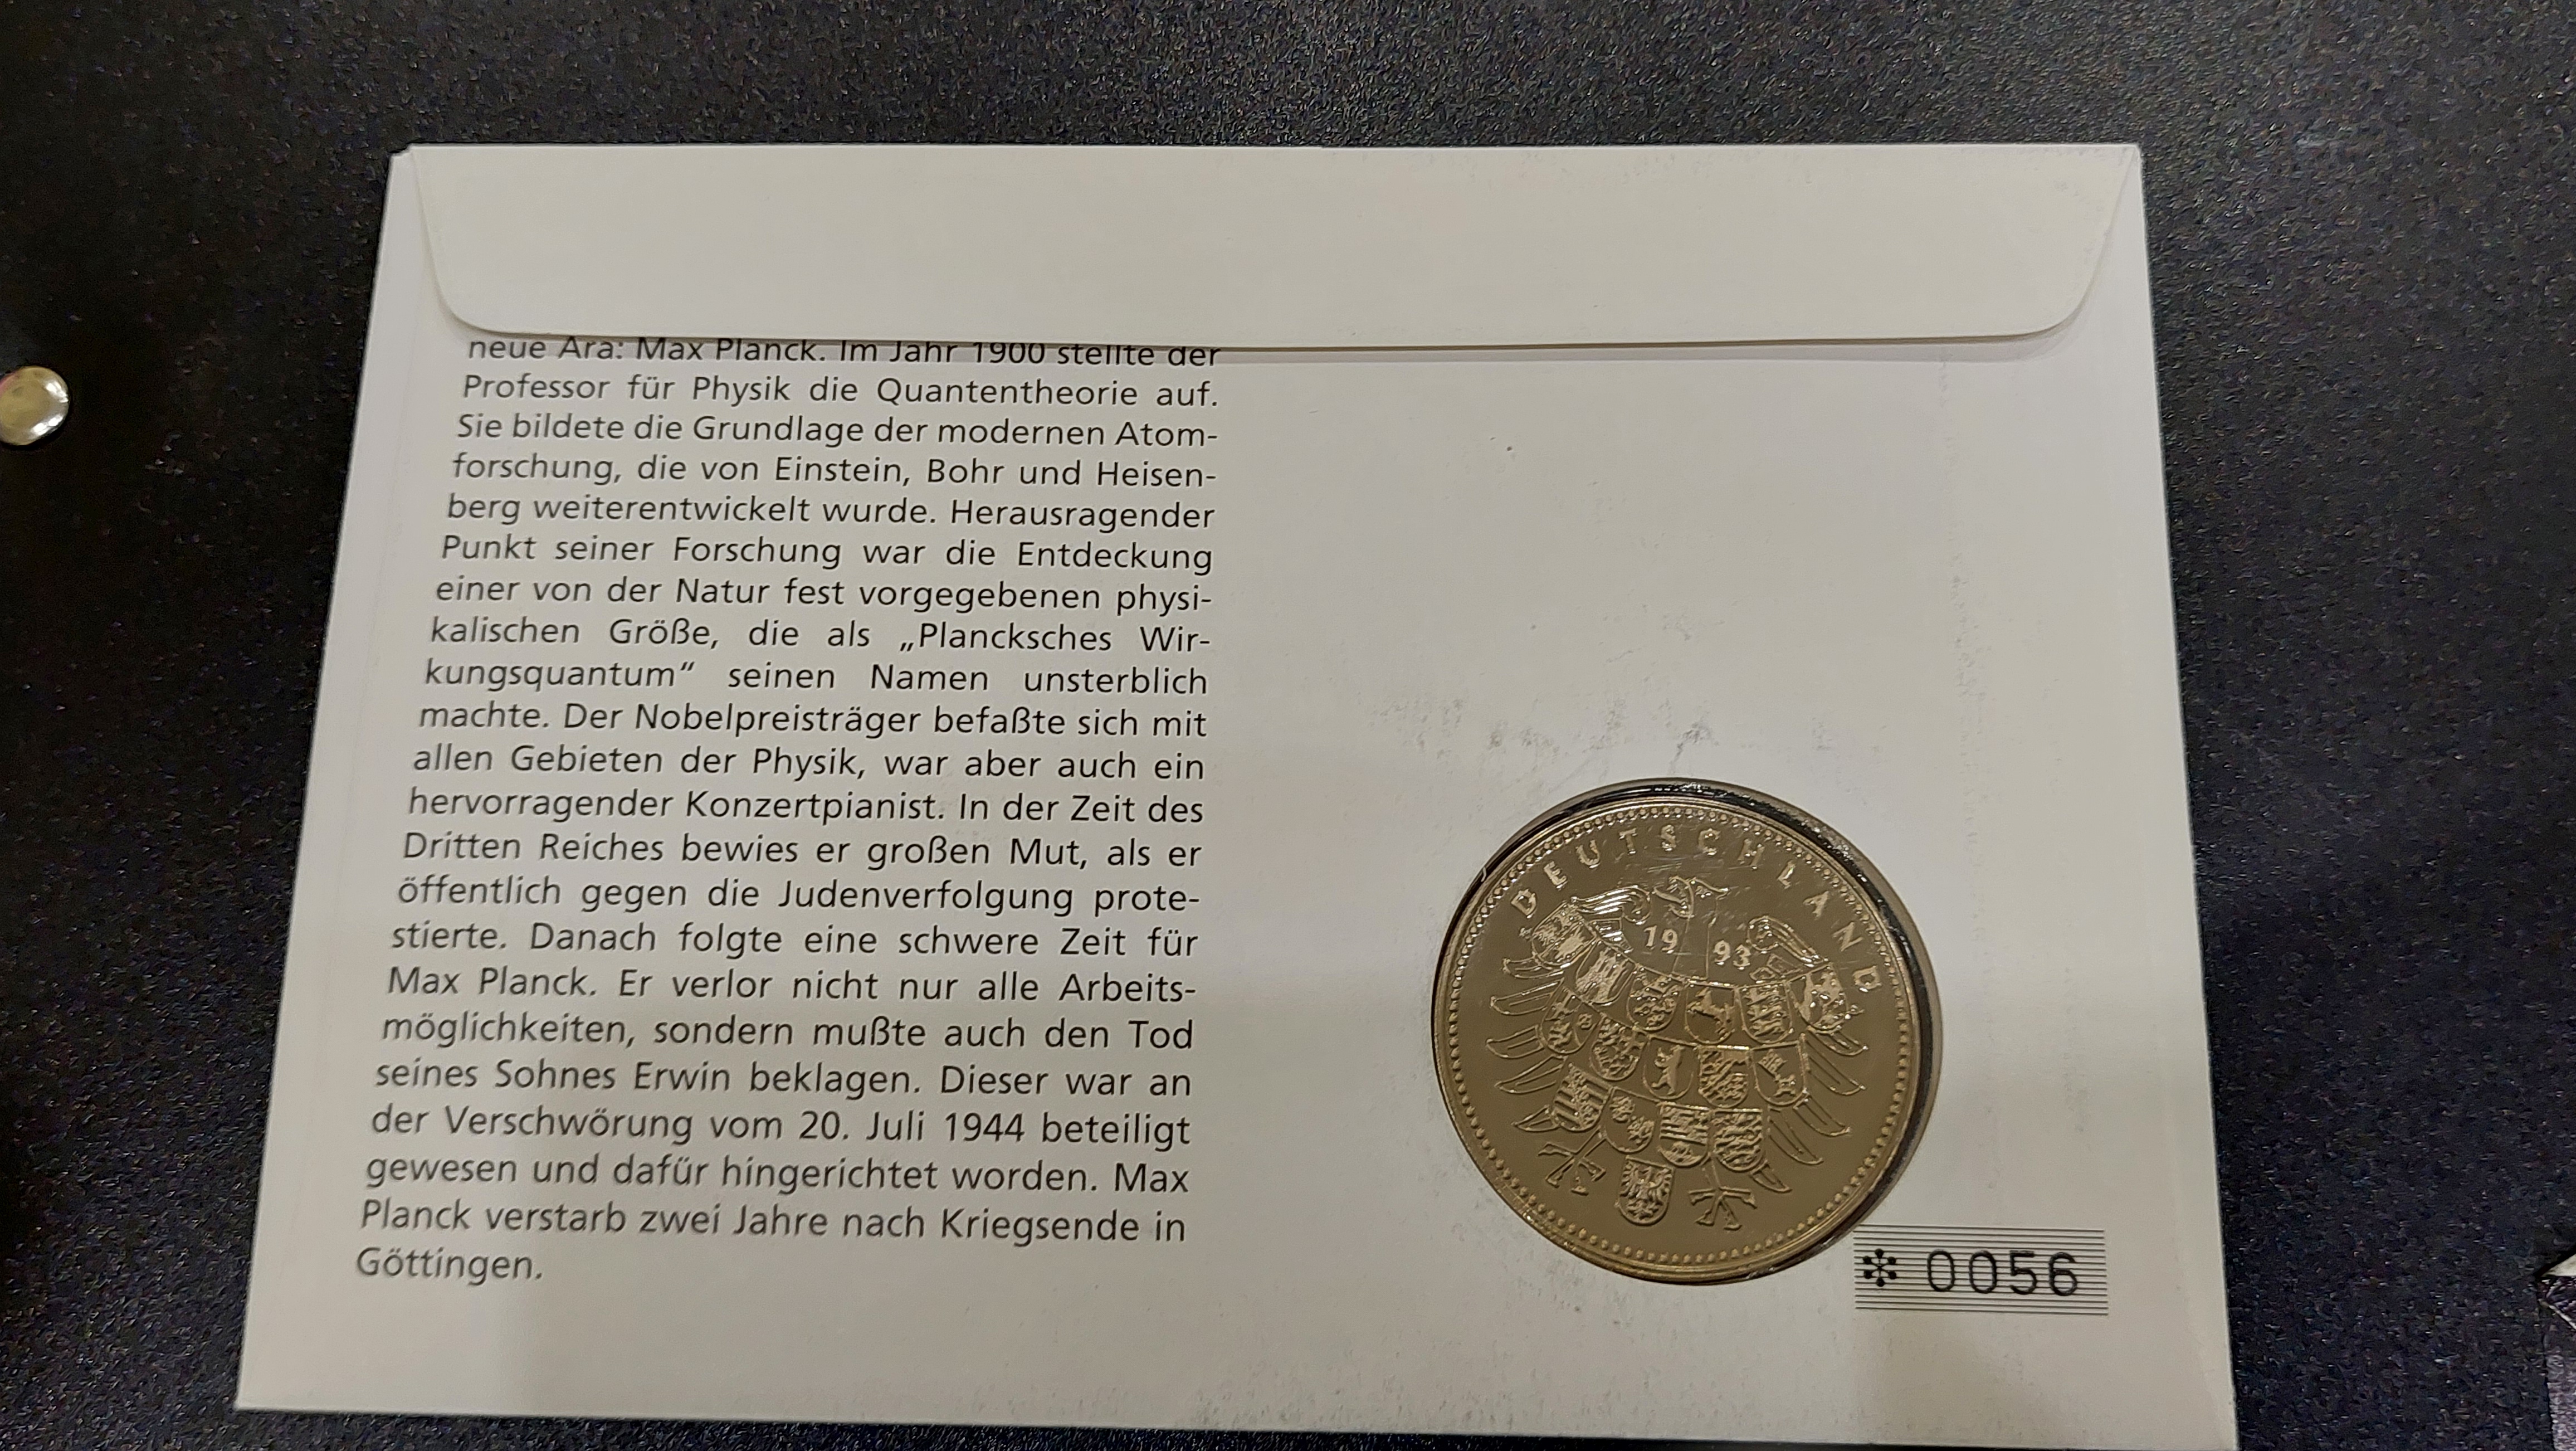 neue Ära: Max Planck. Im Jahr 1900 stellte der
Professor für Physik die Quantentheorie auf.
Sie bildete die Grundlage der modernen Atom-
forschung, die von Einstein, Bohr und Heisen-
berg weiterentwickelt wurde. Herausragender
Punkt seiner Forschung war die Entdeckung
einer von der Natur fest vorgegebenen physi-
kalischen Größe, die als „Plancksches Wir-
kungsquantum“ seinen Namen unsterblich
machte. Der Nobelpreisträger befaßte sich mit
allen Gebieten der Physik, war aber auch ein
hervorragender Konzertpianist. In der Zeit des
Dritten Reiches bewies er großen Mut, als er
öffentlich gegen die Judenverfolgung prote-
stierte. Danach folgte eine schwere Zeit für
Max Planck. Er verlor nicht nur alle Arbeits-
möglichkeiten, sondern mußte auch den Tod
seines Sohnes Erwin beklagen. Dieser war an
der Verschwörung vom 20. Juli 1944 beteiligt
gewesen und dafür hingerichtet worden. Max
Planck verstarb zwei Jahre nach Kriegsende in
Göttingen.
DEUTSCHLAND
19 93
✻ 0056